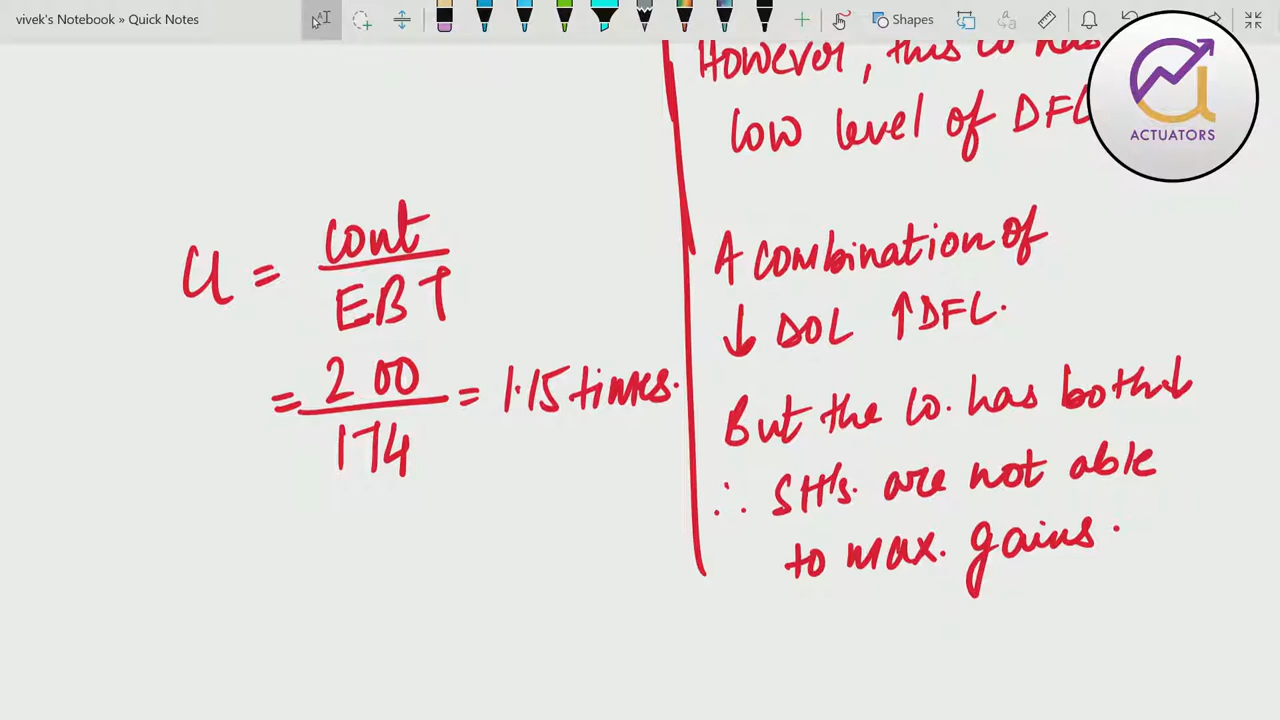 vivek's Notebook » Quick Notes
Shapes
ACTUATORS
CL = cont
EBT
= 200 = 1.15 times.
174
However, this Co has
low level of DFL
A combination of
↓ DOL ↑ DFL.
But the Co. has both ↓
∴ SH's. are not able
to max. gains.